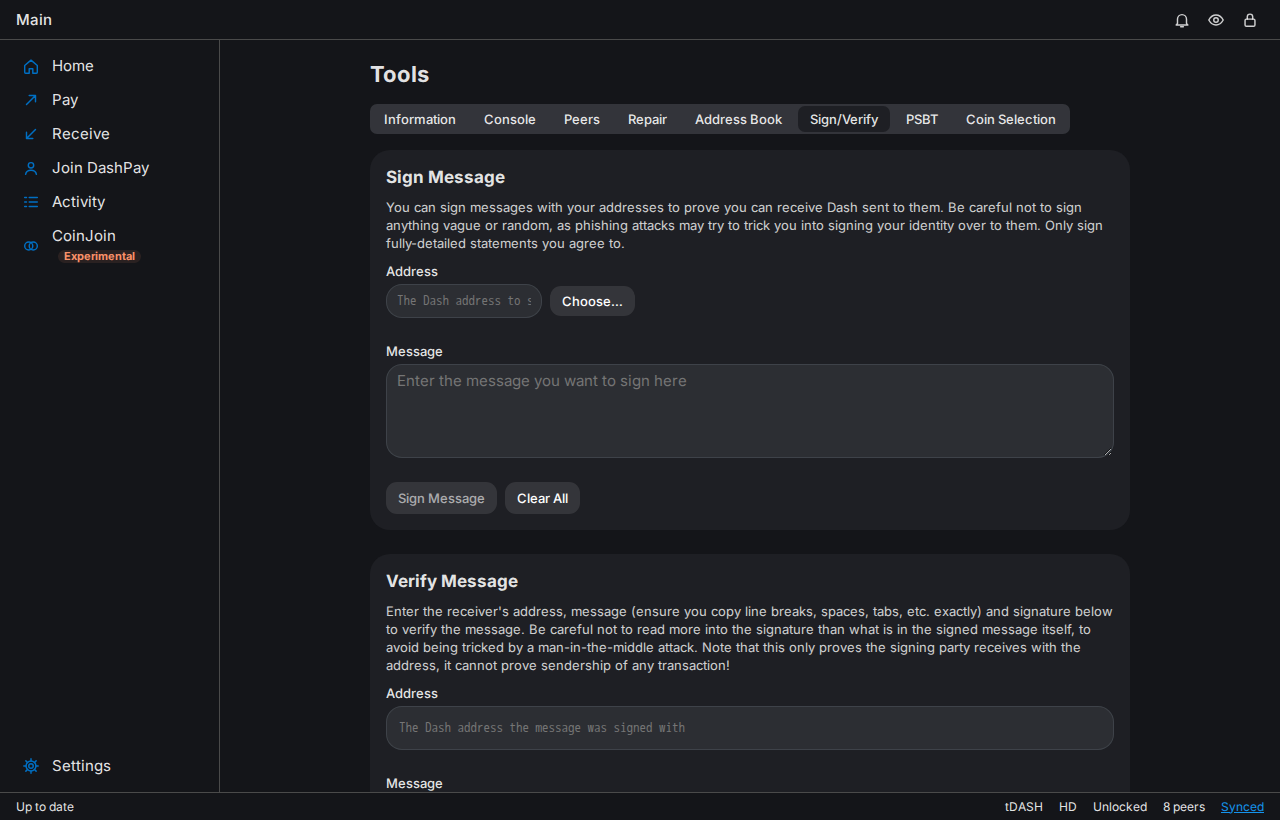 Main
Home
Pay
Receive
Join DashPay
Activity
CoinJoin
Experimental
Settings
Tools
Information Console Peers Repair Address Book Sign/Verify PSBT Coin Selection
Sign Message
You can sign messages with your addresses to prove you can receive Dash sent to them. Be careful not to sign
anything vague or random, as phishing attacks may try to trick you into signing your identity over to them. Only sign
fully-detailed statements you agree to.
Address
The Dash address to s
Choose...
Message
Enter the message you want to sign here
Sign Message Clear All
Verify Message
Enter the receiver's address, message (ensure you copy line breaks, spaces, tabs, etc. exactly) and signature below
to verify the message. Be careful not to read more into the signature than what is in the signed message itself, to
avoid being tricked by a man-in-the-middle attack. Note that this only proves the signing party receives with the
address, it cannot prove sendership of any transaction!
Address
The Dash address the message was signed with
Message
Up to date
tDASH HD Unlocked 8 peers Synced